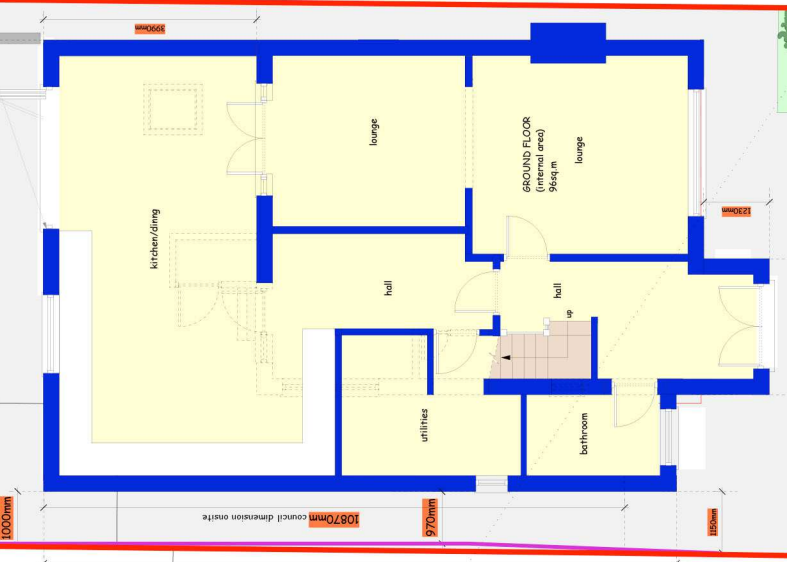 3990mm
lounge
GROUND FLOOR
(internal area)
96sq.m
lounge
1230mm
kitchen/dinng
hall
hall
up
utilities
bathroom
1000mm
10870mm council dimension onsite
970mm
1150mm